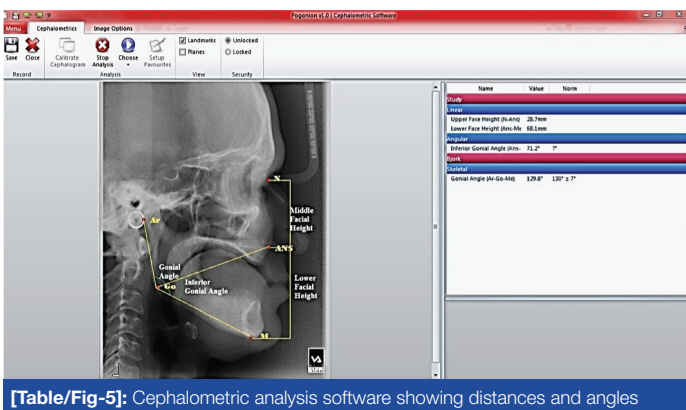 Pogonion v1.0 | Cephalometric Software
Menu Cephalometrics Image Options
Save Close Calibrate Cephalogram Stop Analysis Choose Setup Favourites Landmarks Planes Unlocked Locked
Record Analysis View Security
Name Value Norm
Study
Linear
Upper Face Height (N-Ans) 28.7mm
Lower Face Height (Ans-Me 68.1mm
Angular
Inferior Gonial Angle (Ans- 71.2° ?°
Bjork
Skeletal
Gonial Angle (Ar-Go-Me) 129.8° 130° ± 7°
N
Middle
Facial
Height
Ar
ANS
Gonial
Angle
Go
Inferior
Gonial Angle
Lower
Facial
Height
M
[Table/Fig-5]: Cephalometric analysis software showing distances and angles